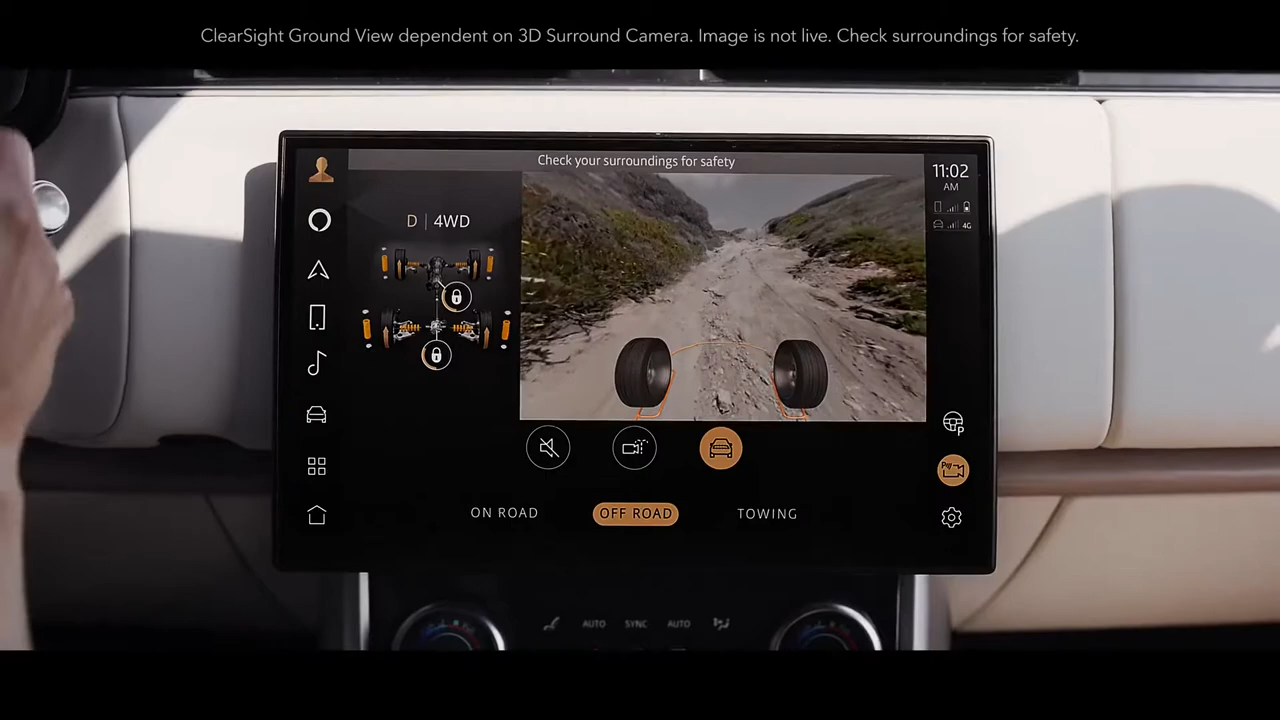 ClearSight Ground View dependent on 3D Surround Camera. Image is not live. Check surroundings for safety.
Check your surroundings for safety
11:02
AM
4G
D | 4WD
P
P
ON ROAD
OFF ROAD
TOWING
AUTO
SYNC
AUTO